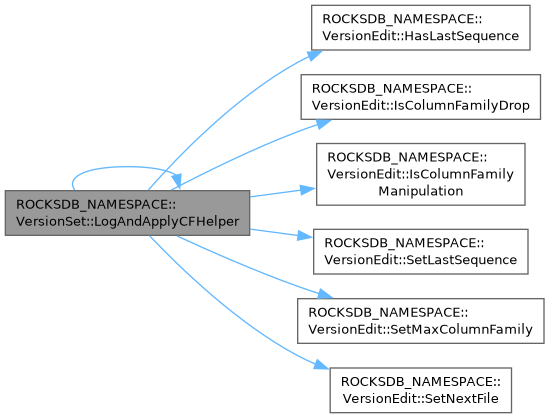 ROCKSDB_NAMESPACE::
VersionEdit::HasLastSequence
ROCKSDB_NAMESPACE::
VersionEdit::IsColumnFamilyDrop
ROCKSDB_NAMESPACE::
VersionEdit::IsColumnFamily
Manipulation
ROCKSDB_NAMESPACE::
VersionSet::LogAndApplyCFHelper
ROCKSDB_NAMESPACE::
VersionEdit::SetLastSequence
ROCKSDB_NAMESPACE::
VersionEdit::SetMaxColumnFamily
ROCKSDB_NAMESPACE::
VersionEdit::SetNextFile